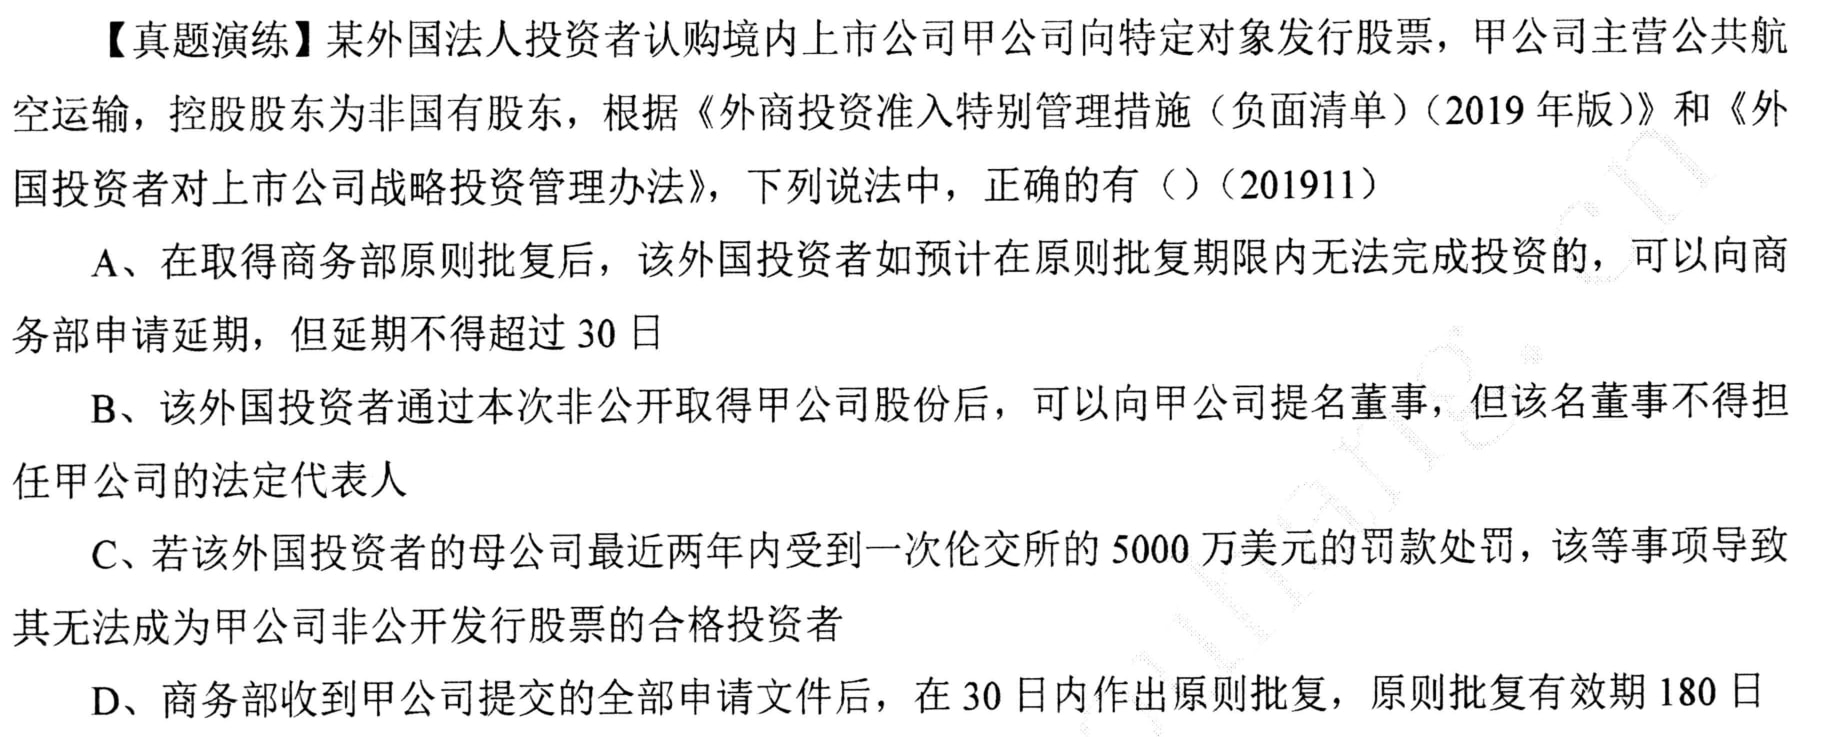 【真题演练】某外国法人投资者认购境内上市公司甲公司向特定对象发行股票，甲公司主营公共航
空运输，控股股东为非国有股东，根据《外商投资准入特别管理措施（负面清单）（2019 年版）》和《外
国投资者对上市公司战略投资管理办法》，下列说法中，正确的有（）（201911）
A、在取得商务部原则批复后，该外国投资者如预计在原则批复期限内无法完成投资的，可以向商
务部申请延期，但延期不得超过 30 日
B、该外国投资者通过本次非公开取得甲公司股份后，可以向甲公司提名董事，但该名董事不得担
任甲公司的法定代表人
C、若该外国投资者的母公司最近两年内受到一次伦交所的 5000 万美元的罚款处罚，该等事项导致
其无法成为甲公司非公开发行股票的合格投资者
D、商务部收到甲公司提交的全部申请文件后，在 30 日内作出原则批复，原则批复有效期 180 日